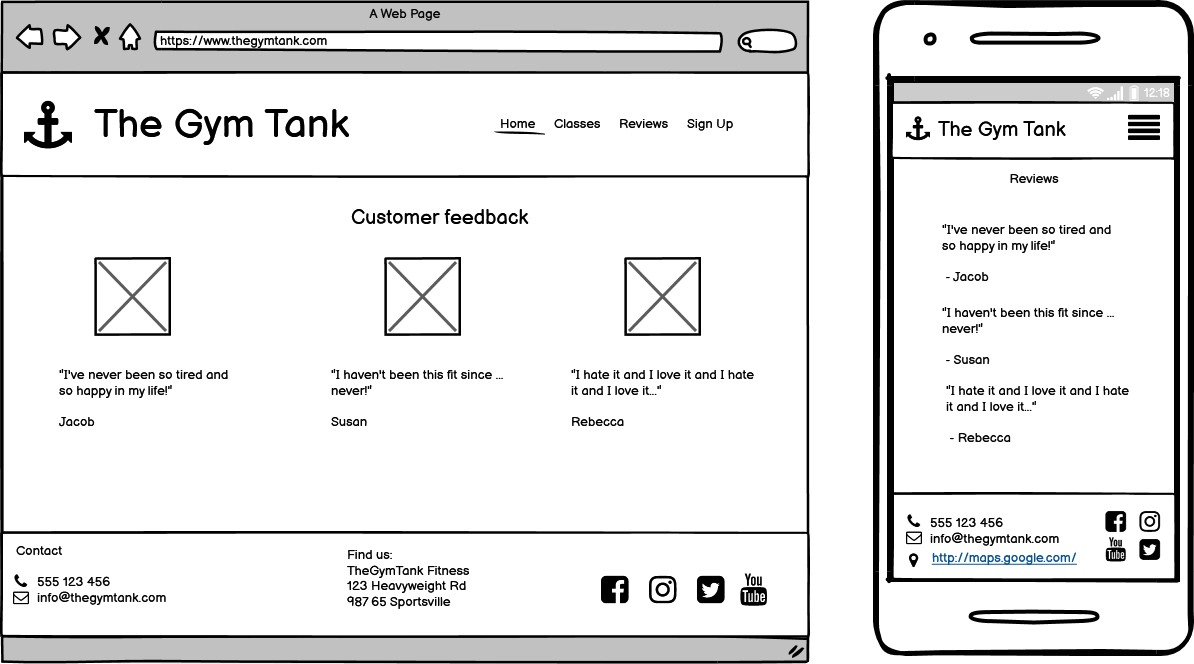 A Web Page
https://www.thegymtank.com
The Gym Tank
Home Classes Reviews Sign Up
Customer feedback
"I've never been so tired and
so happy in my life!"
Jacob
"I haven't been this fit since ...
never!"
Susan
"I hate it and I love it and I hate
it and I love it..."
Rebecca
Contact
555 123 456
info@thegymtank.com
Find us:
TheGymTank Fitness
123 Heavyweight Rd
987 65 Sportsville
You
Tube
12:18
The Gym Tank
Reviews
"I've never been so tired and
so happy in my life!"
- Jacob
"I haven't been this fit since ...
never!"
- Susan
"I hate it and I love it and I hate
it and I love it..."
- Rebecca
555 123 456
info@thegymtank.com
http://maps.google.com/
You
Tube